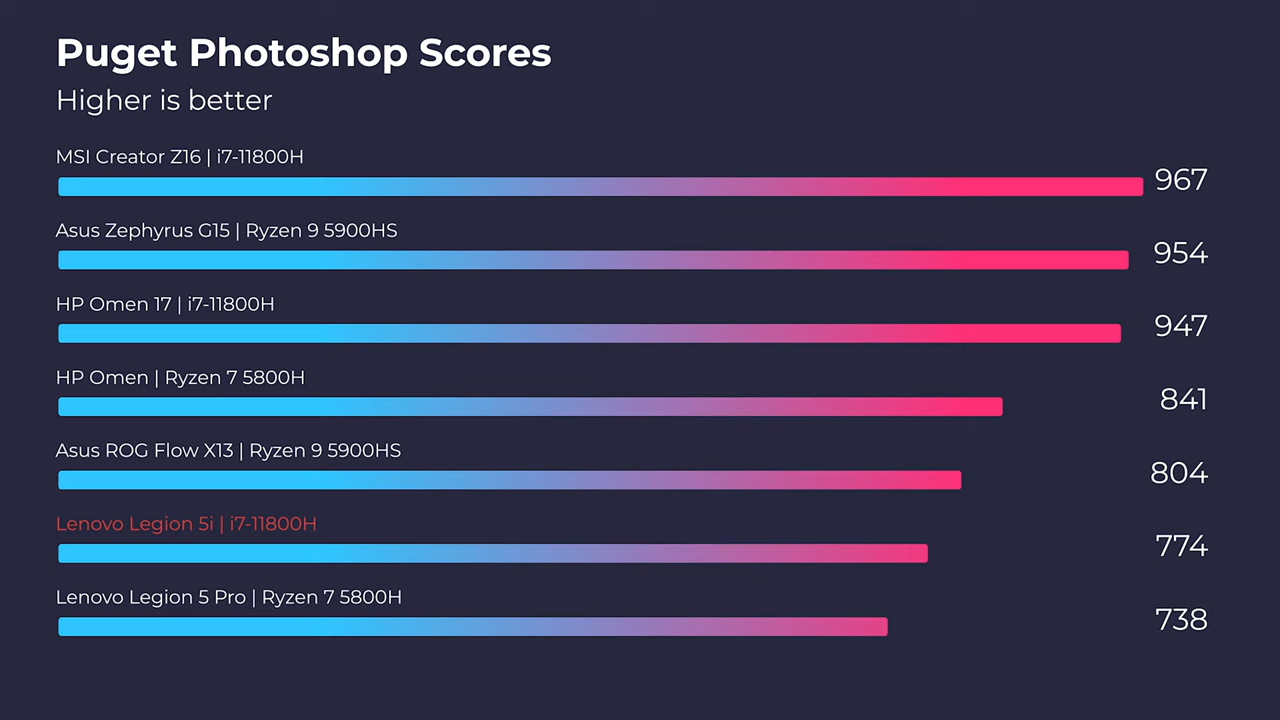 Puget Photoshop Scores
Higher is better
MSI Creator Z16 | i7-11800H
967
Asus Zephyrus G15 | Ryzen 9 5900HS
954
HP Omen 17 | i7-11800H
947
HP Omen | Ryzen 7 5800H
841
Asus ROG Flow X13 | Ryzen 9 5900HS
804
Lenovo Legion 5i | i7-11800H
774
Lenovo Legion 5 Pro | Ryzen 7 5800H
738